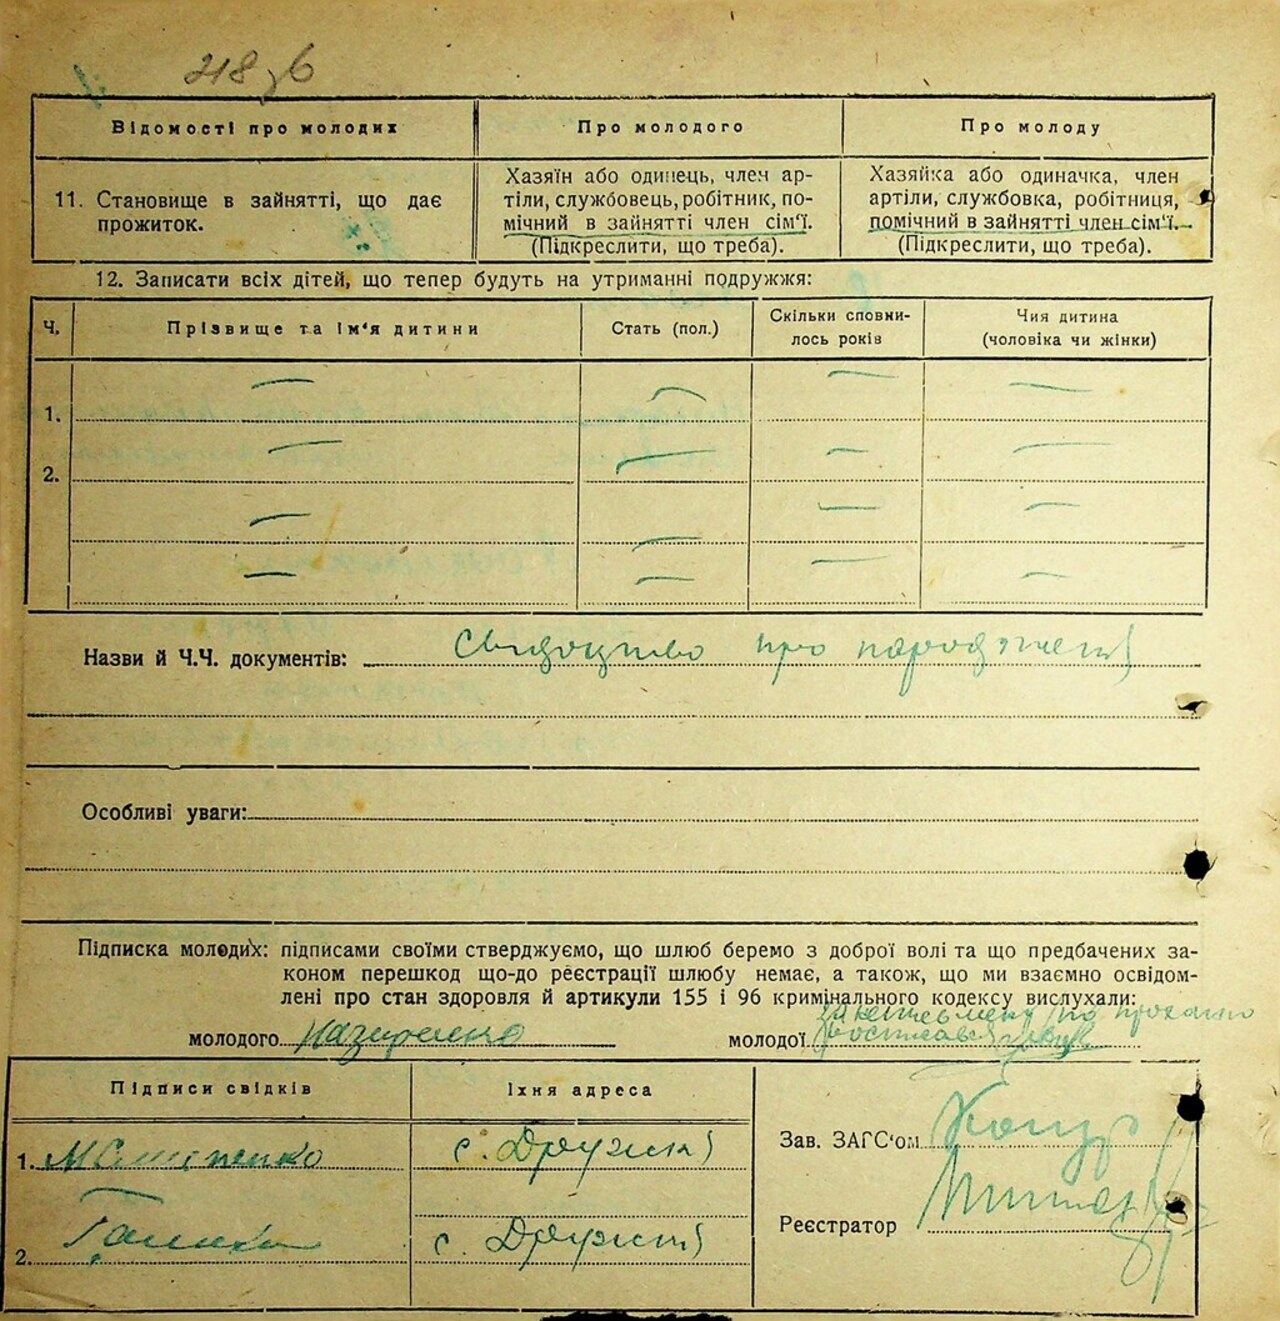 218 зв
Відомості про молодих
Про молодого
Про молоду
11. Становище в зайнятті, що дає
прожиток.
Хазяїн або одинець, член ар-
тіли, службовець, робітник, по-
мічний в зайнятті член сім'ї.
(Підкреслити, що треба).
Хазяйка або одиначка, член
артіли, службовка, робітниця,
помічний в зайнятті член сім'ї.
(Підкреслити, що треба).
12. Записати всіх дітей, що тепер будуть на утриманні подружжя:
Ч.
Прізвище та ім'я дитини
Стать (пол.)
Скільки сповни-
лось років
Чия дитина
(чоловіка чи жінки)
1.
2.
Назви й Ч.Ч. документів: Свидоцтво про народження
Особливі уваги:
Підписка молодих: підписами своїми стверджуємо, що шлюб беремо з доброї волі та що предбачених за-
коном перешкод що-до реєстрації шлюбу немає, а також, що ми взаємно освідом-
лені про стан здоровля й артикули 155 і 96 кримінального кодексу вислухали:
молодого Назаренко
молодої
Підписи свідків
Їхня адреса
1.
с. Дружні
2.
с. Дружні
Зав. ЗАГС'ом
Реєстратор